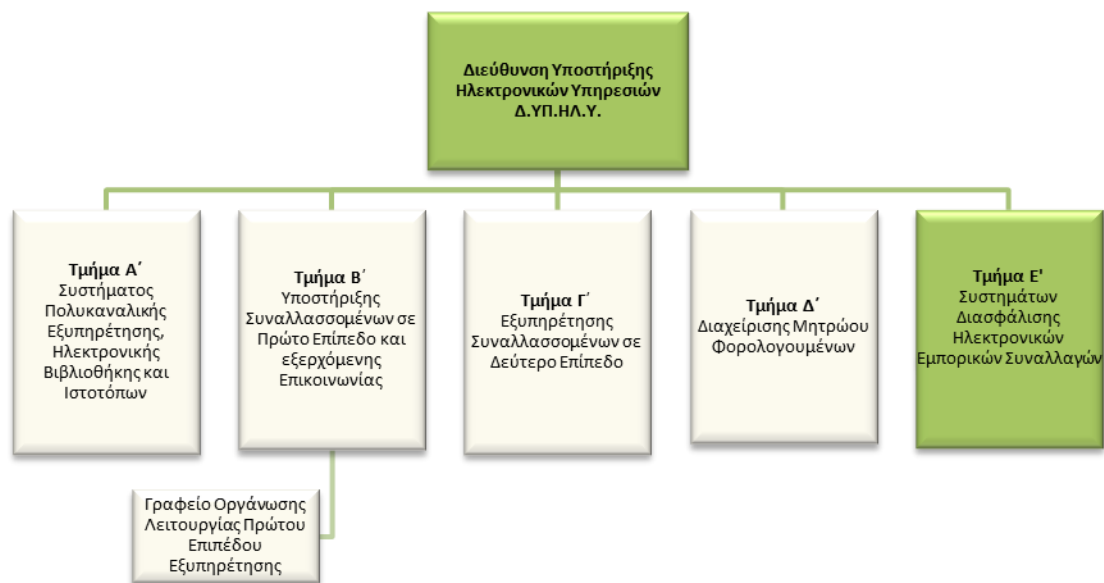 Διεύθυνση Υποστήριξης
Ηλεκτρονικών Υπηρεσιών
Δ.ΥΠ.ΗΛ.Υ.
Τμήμα Α΄
Συστήματος
Πολυκαναλικής
Εξυπηρέτησης,
Ηλεκτρονικής
Βιβλιοθήκης και
Ιστοτόπων
Τμήμα Β΄
Υποστήριξης
Συναλλασσομένων σε
Πρώτο Επίπεδο και
εξερχόμενης
Επικοινωνίας
Τμήμα Γ΄
Εξυπηρέτησης
Συναλλασσομένων σε
Δεύτερο Επίπεδο
Τμήμα Δ΄
Διαχείρισης Μητρώου
Φορολογουμένων
Τμήμα Ε'
Συστημάτων
Διασφάλισης
Ηλεκτρονικών
Εμπορικών Συναλλαγών
Γραφείο Οργάνωσης
Λειτουργίας Πρώτου
Επιπέδου
Εξυπηρέτησης